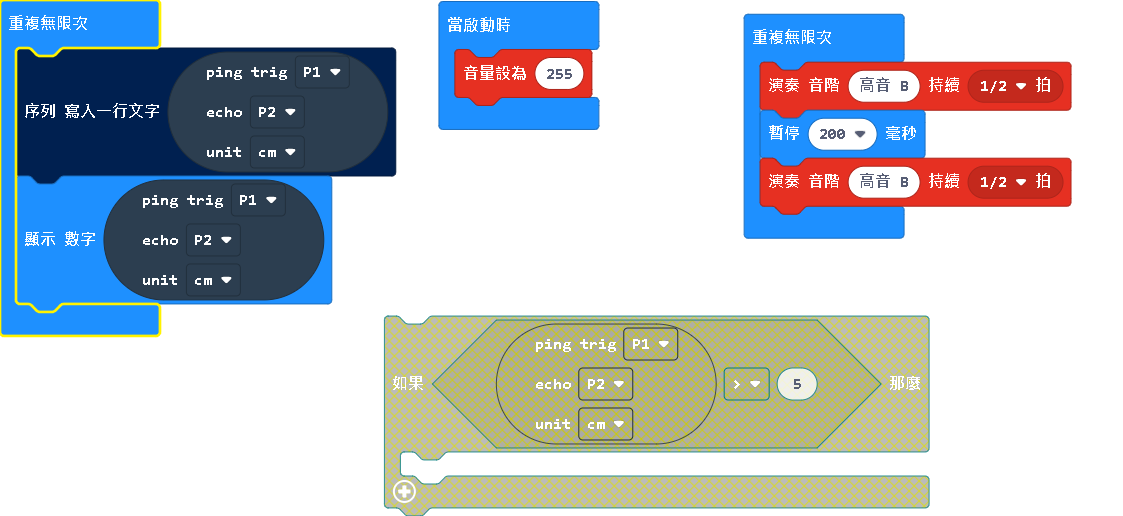 重複無限次
ping trig P1
echo P2
序列 寫入一行文字
unit cm
ping trig P1
echo P2
顯示 數字
unit cm
當啟動時
音量設為 255
重複無限次
演奏 音階 高音 B 持續 1/2 拍
暫停 200 毫秒
演奏 音階 高音 B 持續 1/2 拍
ping trig P1
如果 echo P2 > 5 那麼
unit cm